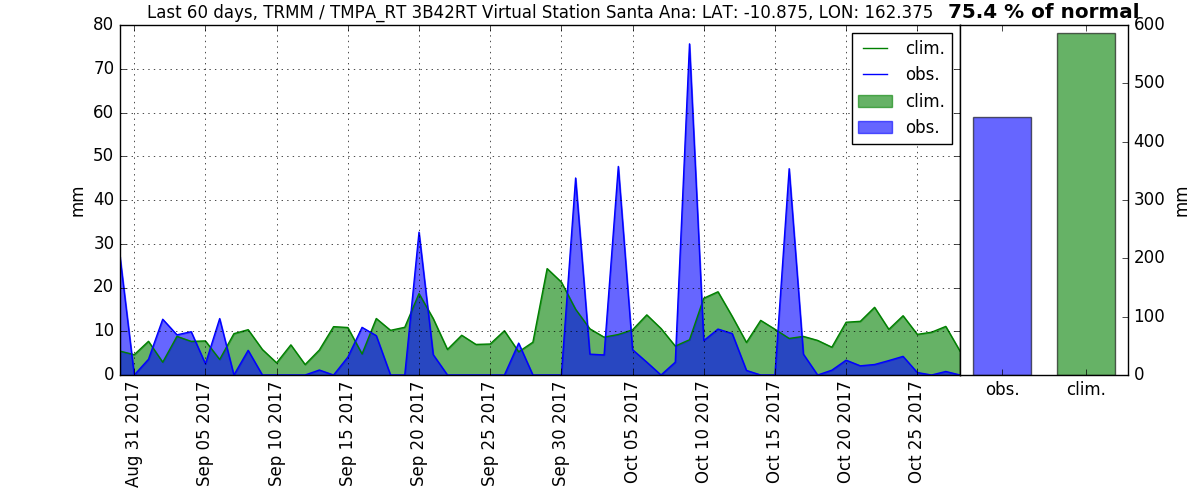 Last 60 days, TRMM / TMPA_RT 3B42RT Virtual Station Santa Ana: LAT: -10.875, LON: 162.375 75.4 % of normal
80
70
60
50
40
30
20
10
0
mm
clim.
obs.
clim.
obs.
Aug 31 2017
Sep 05 2017
Sep 10 2017
Sep 15 2017
Sep 20 2017
Sep 25 2017
Sep 30 2017
Oct 05 2017
Oct 10 2017
Oct 15 2017
Oct 20 2017
Oct 25 2017
600
500
400
300
200
100
0
mm
obs.
clim.